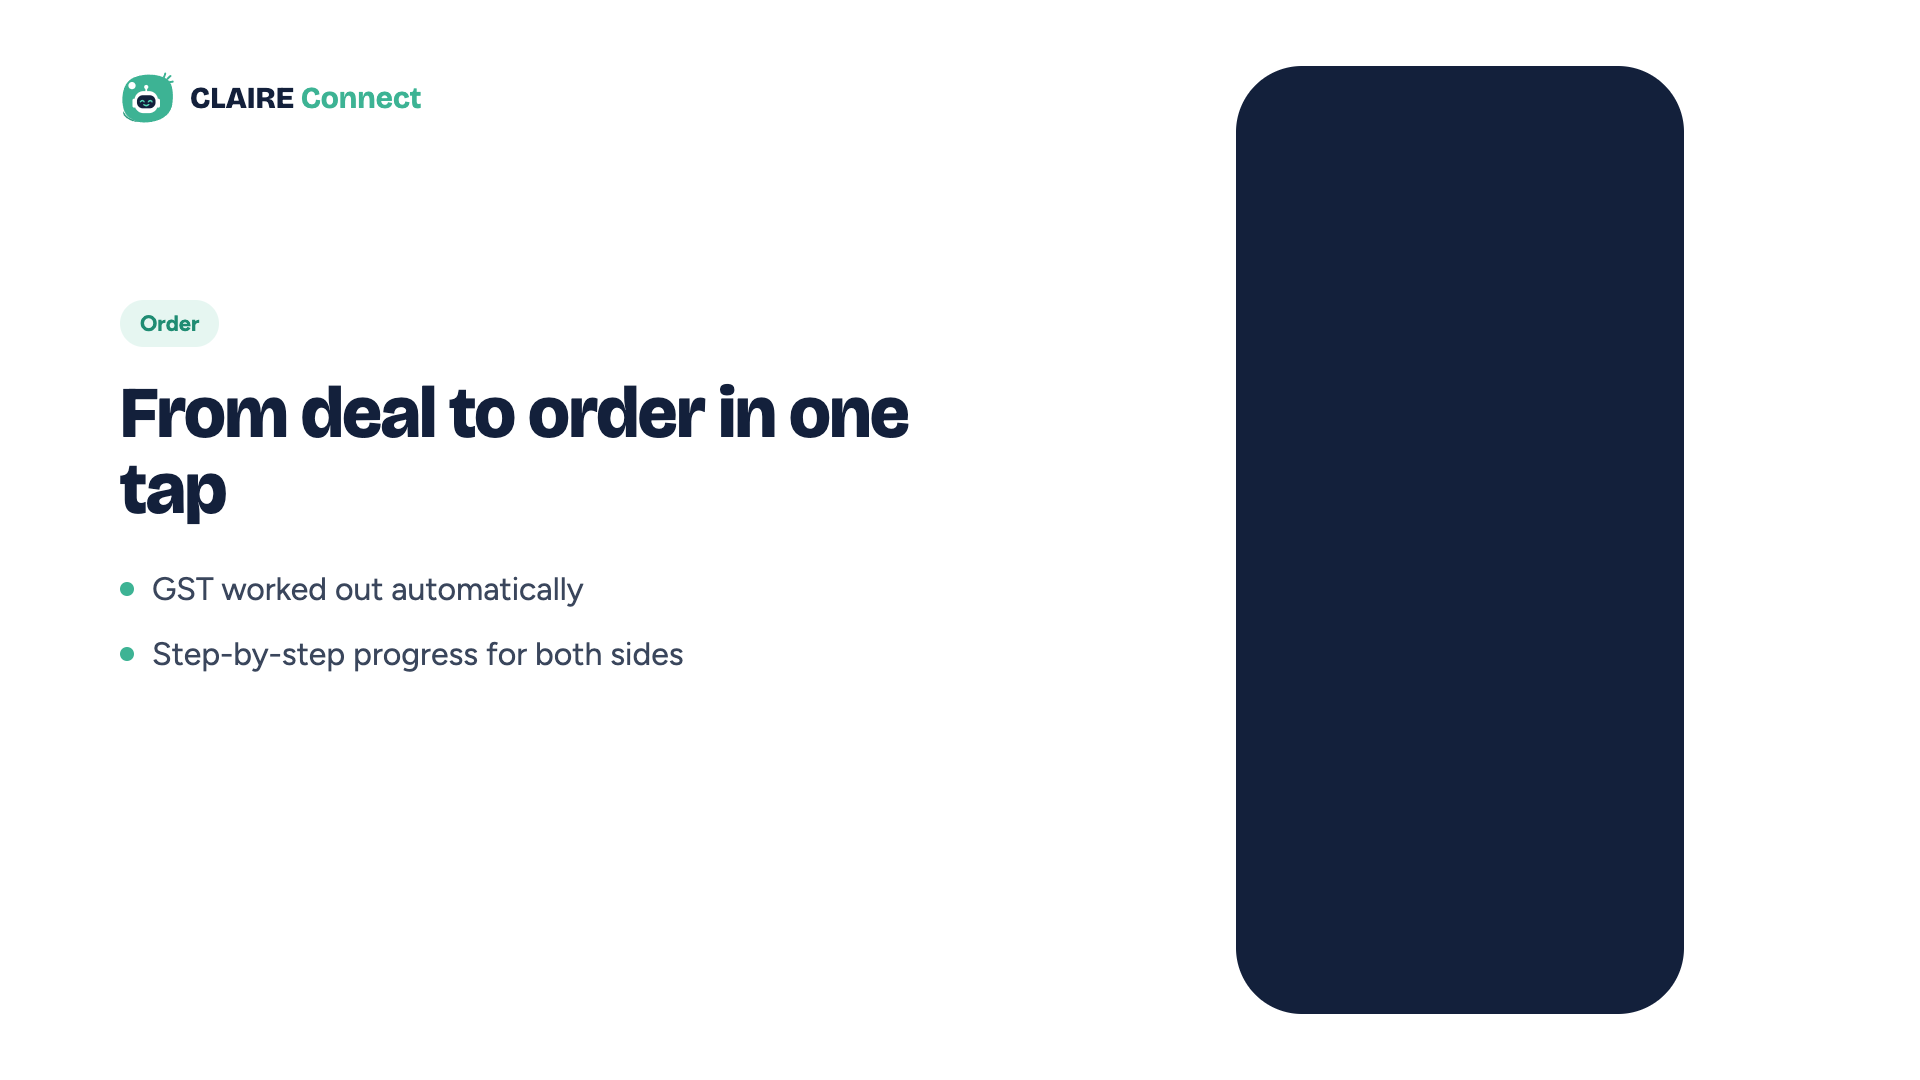 CLAIRE Connect
Order
From deal to order in one
tap
GST worked out automatically
Step-by-step progress for both sides